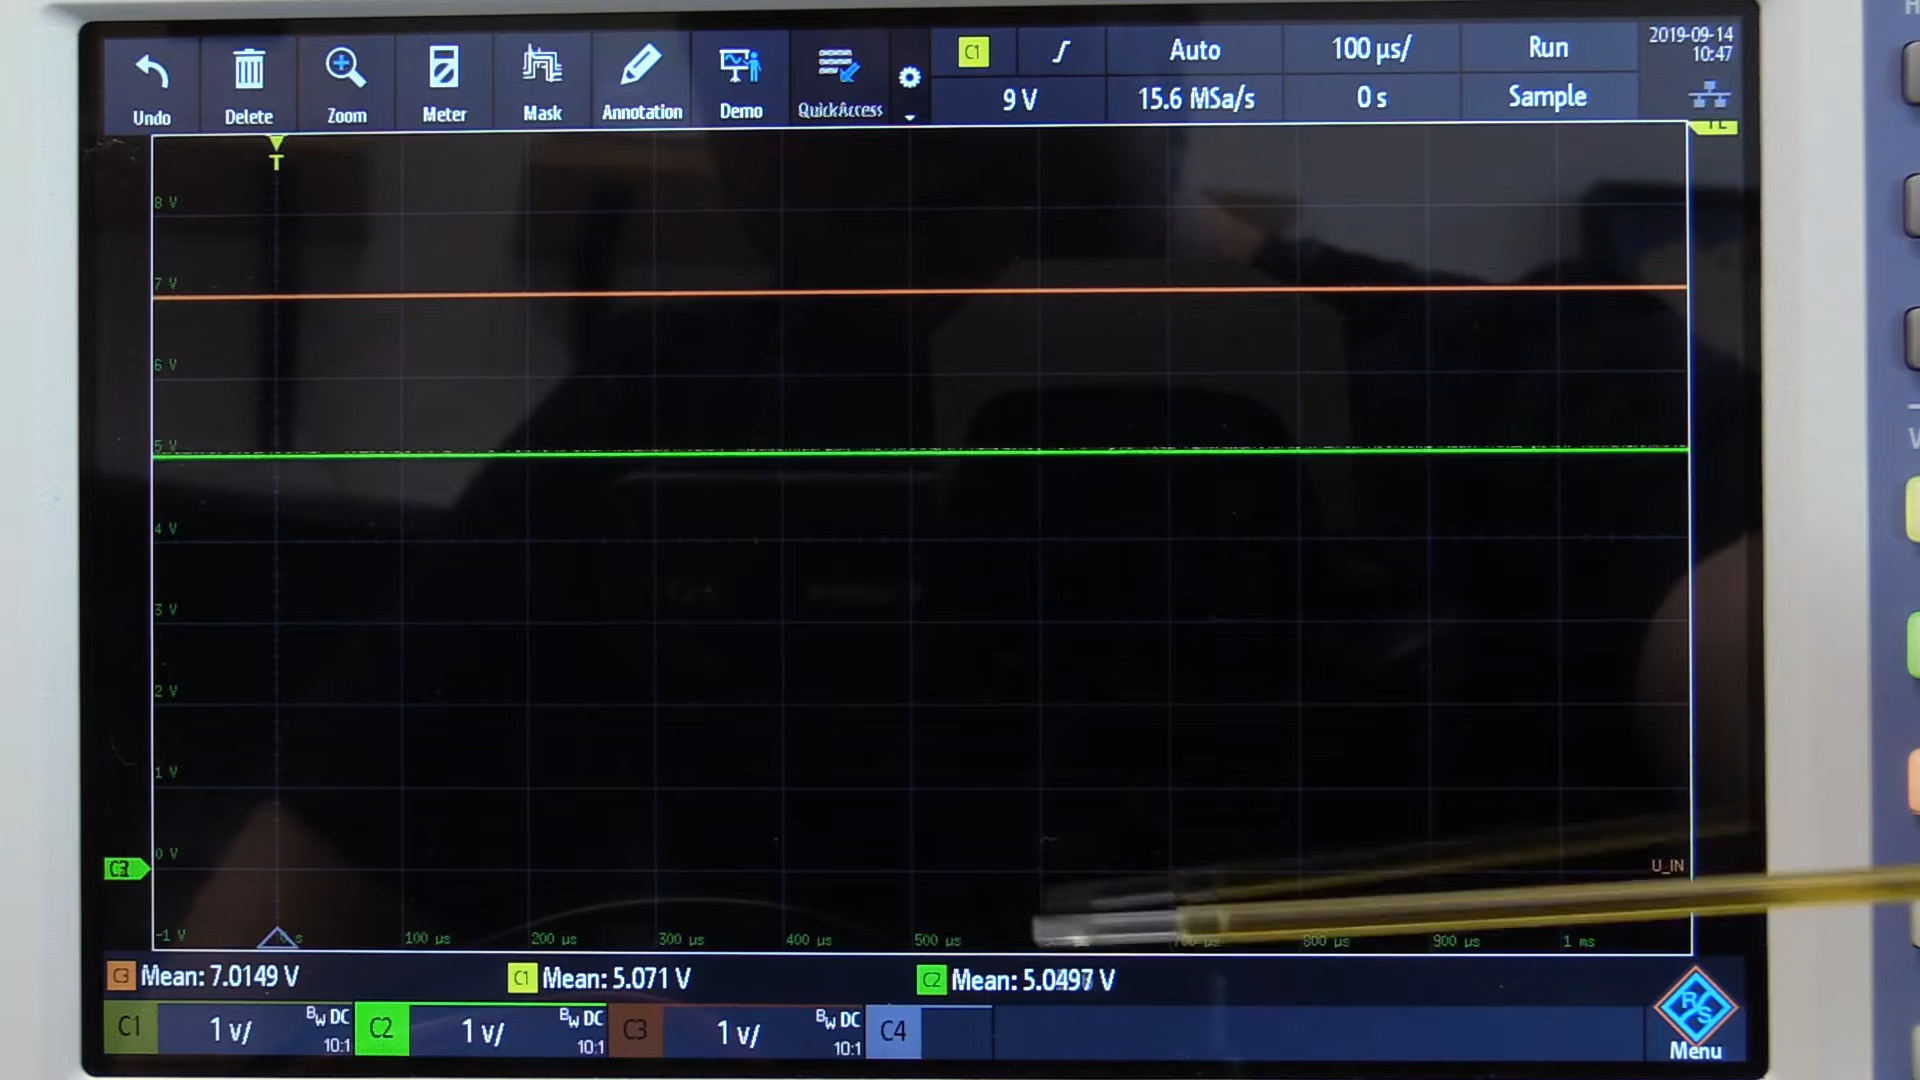 Undo Delete Zoom Meter Mask Annotation Demo QuickAccess
C1 Auto 100 µs/ Run
9 V 15.6 MSa/s 0 s Sample
2019-09-14
10:47
T
8 V
7 V
6 V
5 V
4 V
3 V
2 V
1 V
0 V
-1 V
U_IN
100 µs 200 µs 300 µs 400 µs 500 µs 800 µs 900 µs 1 ms
C3 Mean: 7.0149 V C1 Mean: 5.071 V C2 Mean: 5.0497 V
C1 1 V/ BW DC 10:1 C2 1 V/ BW DC 10:1 C3 1 V/ BW DC 10:1 C4
R S
Menu